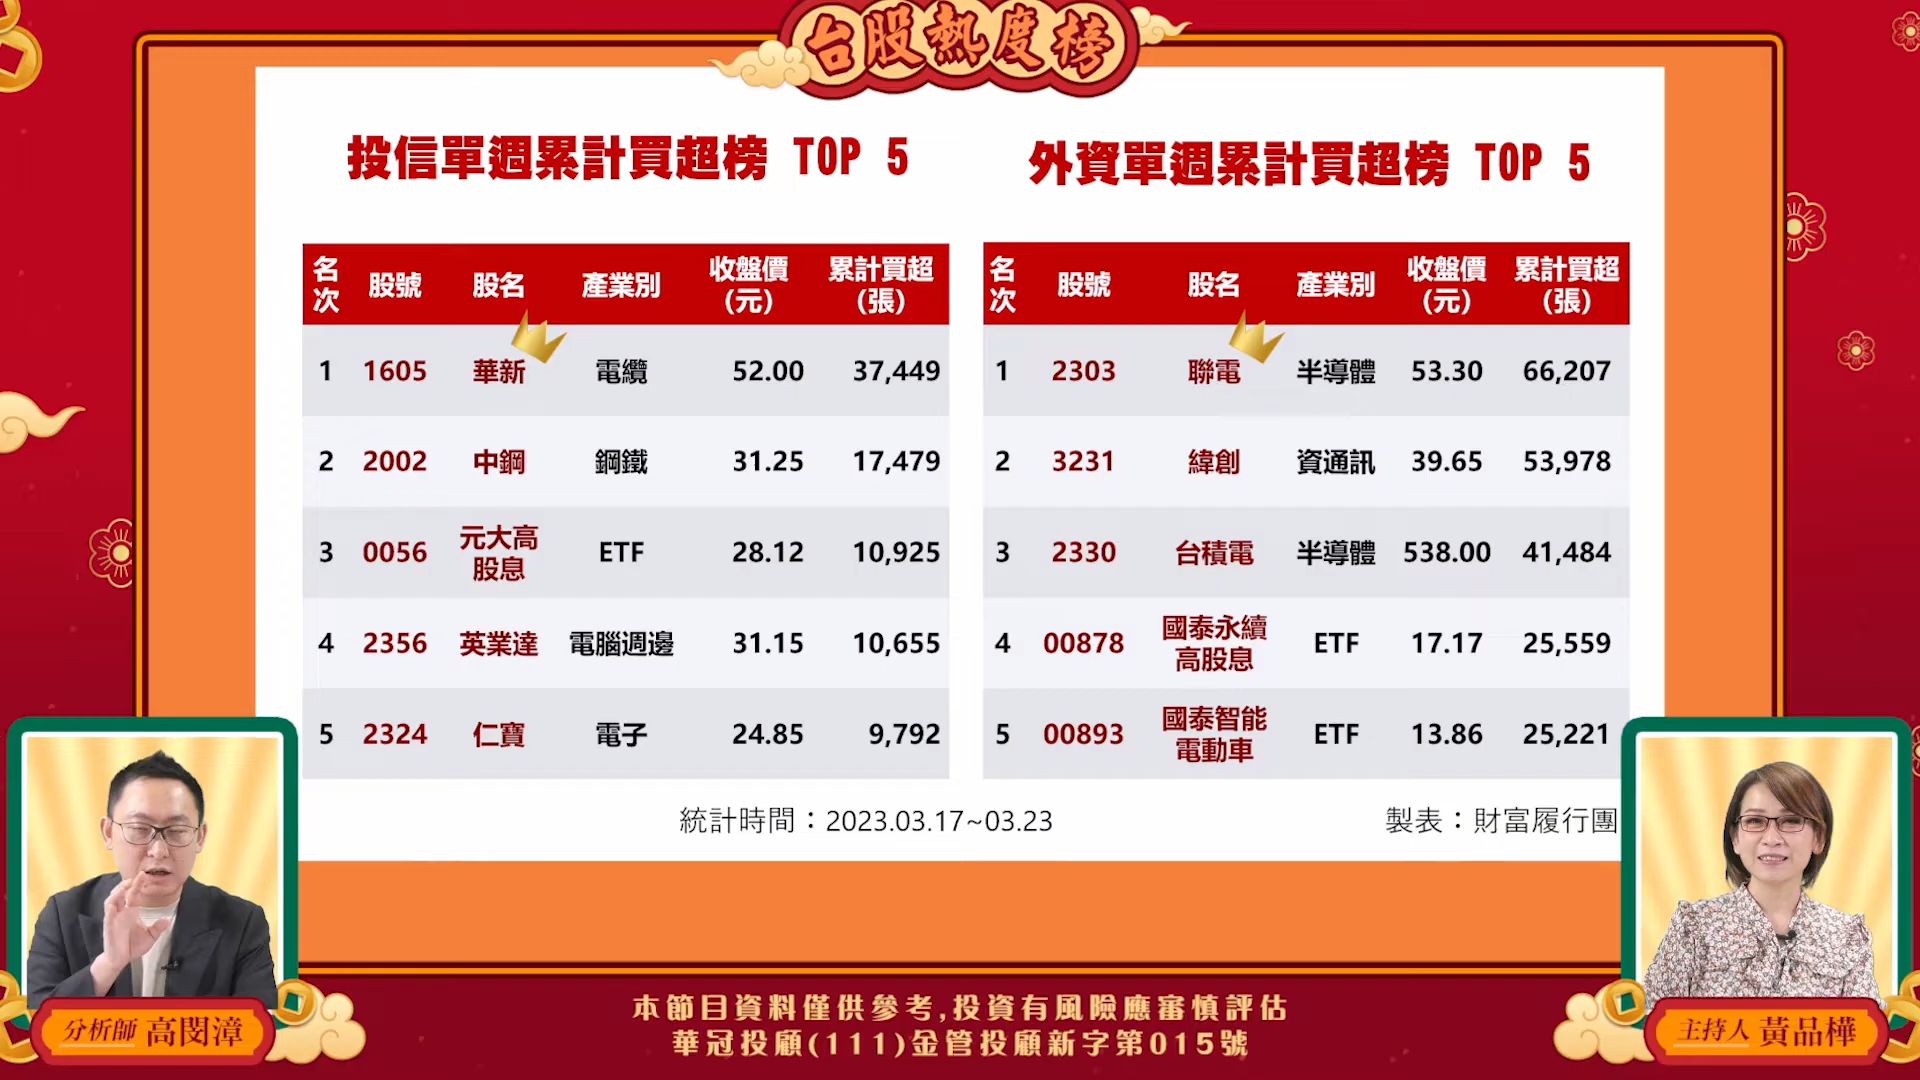 台股熱度榜
投信單週累計買超榜 TOP 5
名次 股號 股名 產業別 收盤價(元) 累計買超(張)
1 1605 華新 電纜 52.00 37,449
2 2002 中鋼 鋼鐵 31.25 17,479
3 0056 元大高股息 ETF 28.12 10,925
4 2356 英業達 電腦週邊 31.15 10,655
5 2324 仁寶 電子 24.85 9,792
外資單週累計買超榜 TOP 5
名次 股號 股名 產業別 收盤價(元) 累計買超(張)
1 2303 聯電 半導體 53.30 66,207
2 3231 緯創 資通訊 39.65 53,978
3 2330 台積電 半導體 538.00 41,484
4 00878 國泰永續高股息 ETF 17.17 25,559
5 00893 國泰智能電動車 ETF 13.86 25,221
統計時間：2023.03.17~03.23
製表：財富履行團
分析師 高閔漳
主持人 黃品樺
本節目資料僅供參考,投資有風險應審慎評估
華冠投顧(111)金管投顧新字第015號